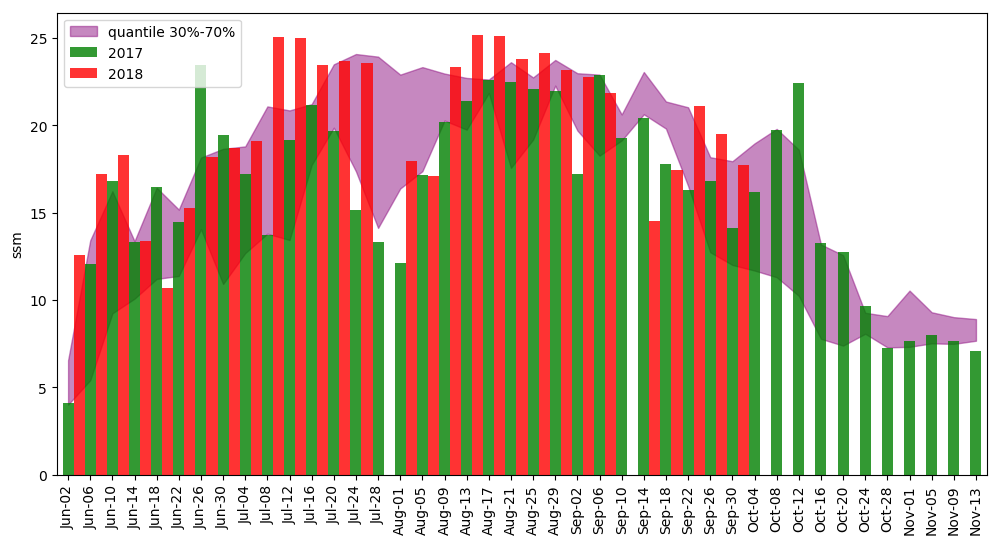 quantile 30%-70%
2017
2018
ssm
25
20
15
10
5
0
Jun-02
Jun-06
Jun-10
Jun-14
Jun-18
Jun-22
Jun-26
Jun-30
Jul-04
Jul-08
Jul-12
Jul-16
Jul-20
Jul-24
Jul-28
Aug-01
Aug-05
Aug-09
Aug-13
Aug-17
Aug-21
Aug-25
Aug-29
Sep-02
Sep-06
Sep-10
Sep-14
Sep-18
Sep-22
Sep-26
Sep-30
Oct-04
Oct-08
Oct-12
Oct-16
Oct-20
Oct-24
Oct-28
Nov-01
Nov-05
Nov-09
Nov-13